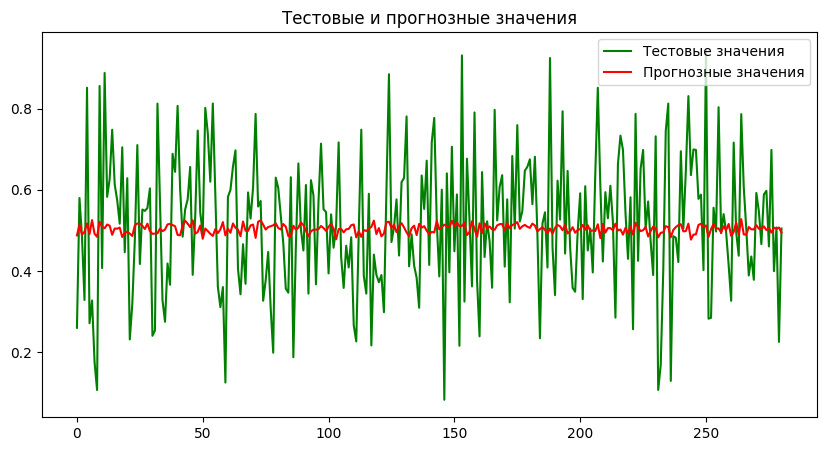 Тестовые и прогнозные значения
Тестовые значения
Прогнозные значения
0.8
0.6
0.4
0.2
0 50 100 150 200 250